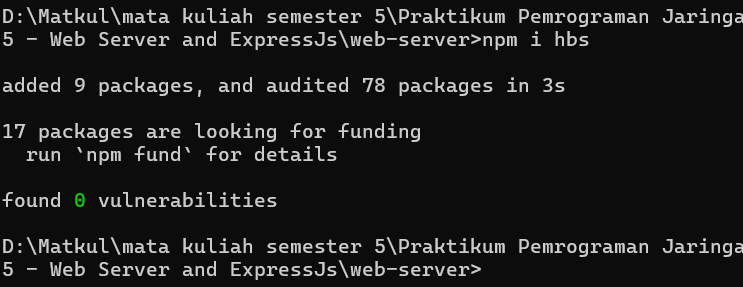 D:\Matkul\mata kuliah semester 5\Praktikum Pemrograman Jaringa
5 - Web Server and ExpressJs\web-server>npm i hbs
added 9 packages, and audited 78 packages in 3s
17 packages are looking for funding
  run `npm fund` for details
found 0 vulnerabilities
D:\Matkul\mata kuliah semester 5\Praktikum Pemrograman Jaringa
5 - Web Server and ExpressJs\web-server>